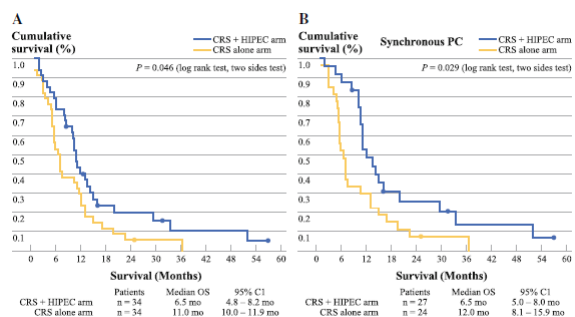 A
Cumulative survival (%)
CRS + HIPEC arm
CRS alone arm
P = 0.046 (log rank test, two sides test)
1.0
0.9
0.8
0.7
0.6
0.5
0.4
0.3
0.2
0.1
0 6 12 18 24 30 36 42 48 54 60
Survival (Months)
Patients Median OS 95% C1
CRS + HIPEC arm n = 34 6.5 mo 4.8 – 8.2 mo
CRS alone arm n = 34 11.0 mo 10.0 – 11.9 mo
B
Cumulative survival (%)
Synchronous PC
CRS + HIPEC arm
CRS alone arm
P = 0.029 (log rank test, two sides test)
1.0
0.9
0.8
0.7
0.6
0.5
0.4
0.3
0.2
0.1
0 6 12 18 24 30 36 42 48 54 60
Survival (Months)
Patients Median OS 95% C1
CRS + HIPEC arm n = 27 6.5 mo 5.0 – 8.0 mo
CRS alone arm n = 24 12.0 mo 8.1 – 15.9 mo